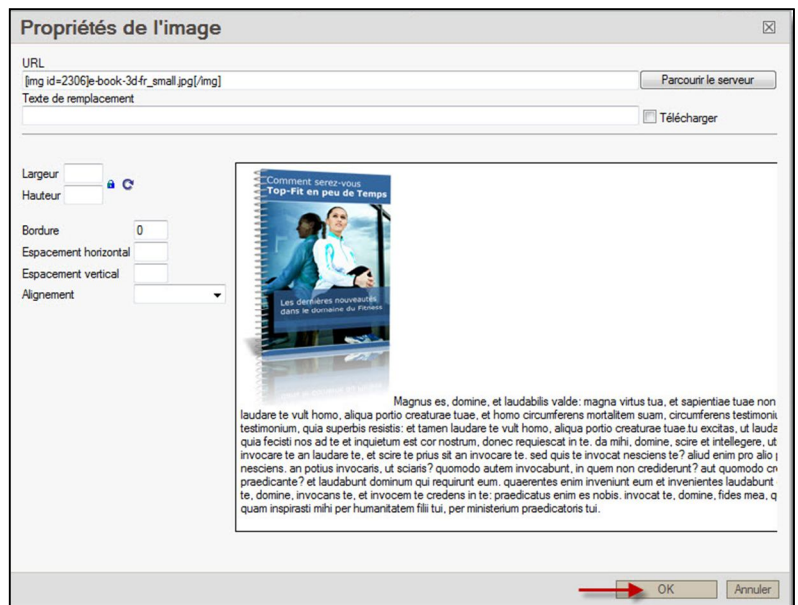 Propriétés de l'image
URL
[img id=2306]e-book-3d-fr_small.jpg[/img]
Parcourir le serveur
Texte de remplacement
Télécharger
Largeur
Hauteur
Bordure 0
Espacement horizontal
Espacement vertical
Alignement
Comment serez-vous
Top-Fit en peu de Temps
Les dernières nouveautés
dans le domaine du Fitness
Magnus es, domine, et laudabilis valde: magna virtus tua, et sapientiae tuae non
laudare te vult homo, aliqua portio creaturae tuae, et homo circumferens mortalitem suam, circumferens
testimonium, quia superbis resistis: et tamen laudare te vult homo, aliqua portio creaturae tuae.tu excitas, ut
quia fecisti nos ad te et inquietum est cor nostrum, donec requiescat in te. da mihi, domine, scire et intellegere, ut
invocare te an laudare te, et scire te prius sit an invocare te. sed quis te invocat nesciens te? aliud enim pro alio
nesciens. an potius invocaris, ut sciaris? quomodo autem invocabunt, in quem non crediderunt? aut quomodo
praedicante? et laudabunt dominum qui requirunt eum. quaerentes enim inveniunt eum et invenientes laudabunt
te, domine, invocans te, et invocem te credens in te: praedicatus enim es nobis. invocat te, domine, fides mea,
quam inspirasti mihi per humanitatem filii tui, per ministerium praedicatoris tui.
OK
Annuler